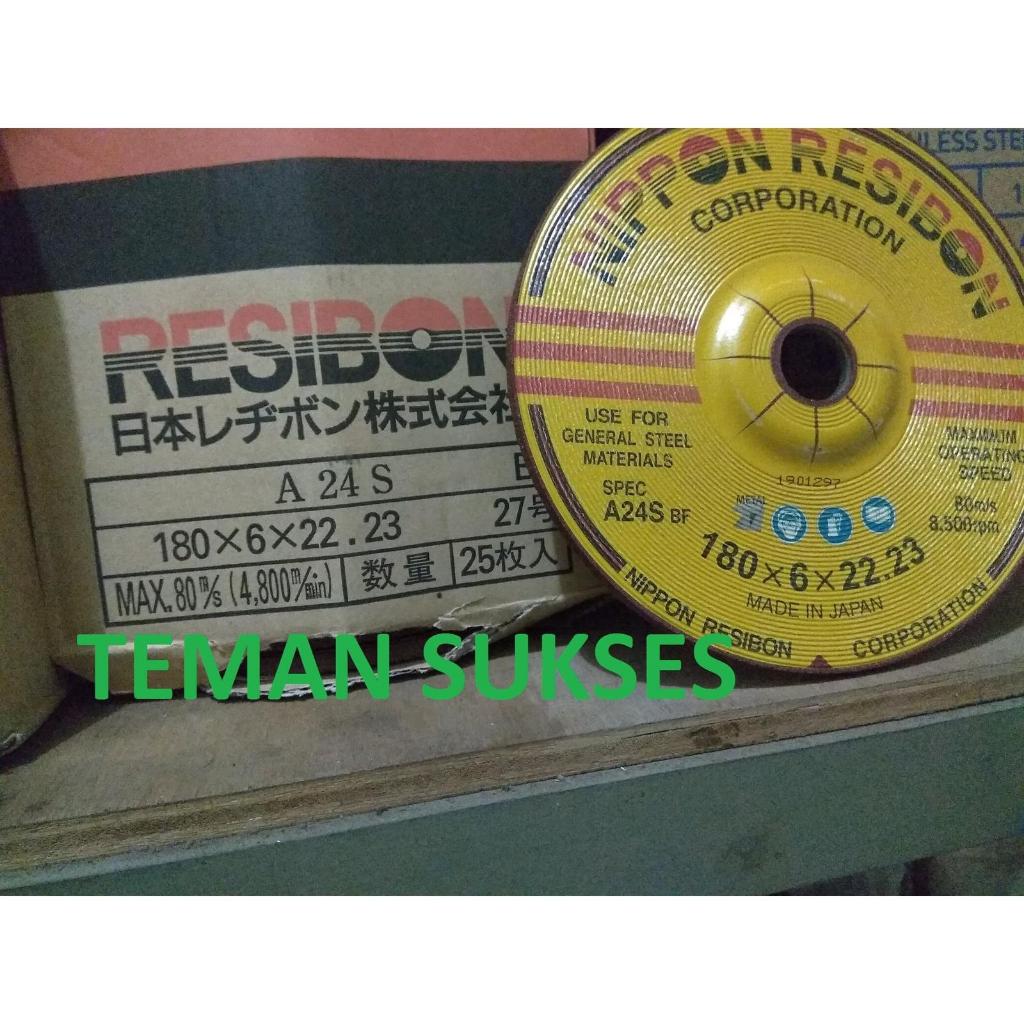 RESIBON
日本レヂボン株式会社
A 24 S
180×6×22.23 27号
MAX.80m/s (4,800m/min) 数量 25枚入
NIPPON RESIBON
CORPORATION
USE FOR
GENERAL STEEL
MATERIALS
SPEC
A24S BF
MAXIMUM
OPERATING
SPEED
80m/s
8.500rpm
1901297
METAL
180×6×22.23
MADE IN JAPAN
NIPPON RESIBON CORPORATION
TEMAN SUKSES